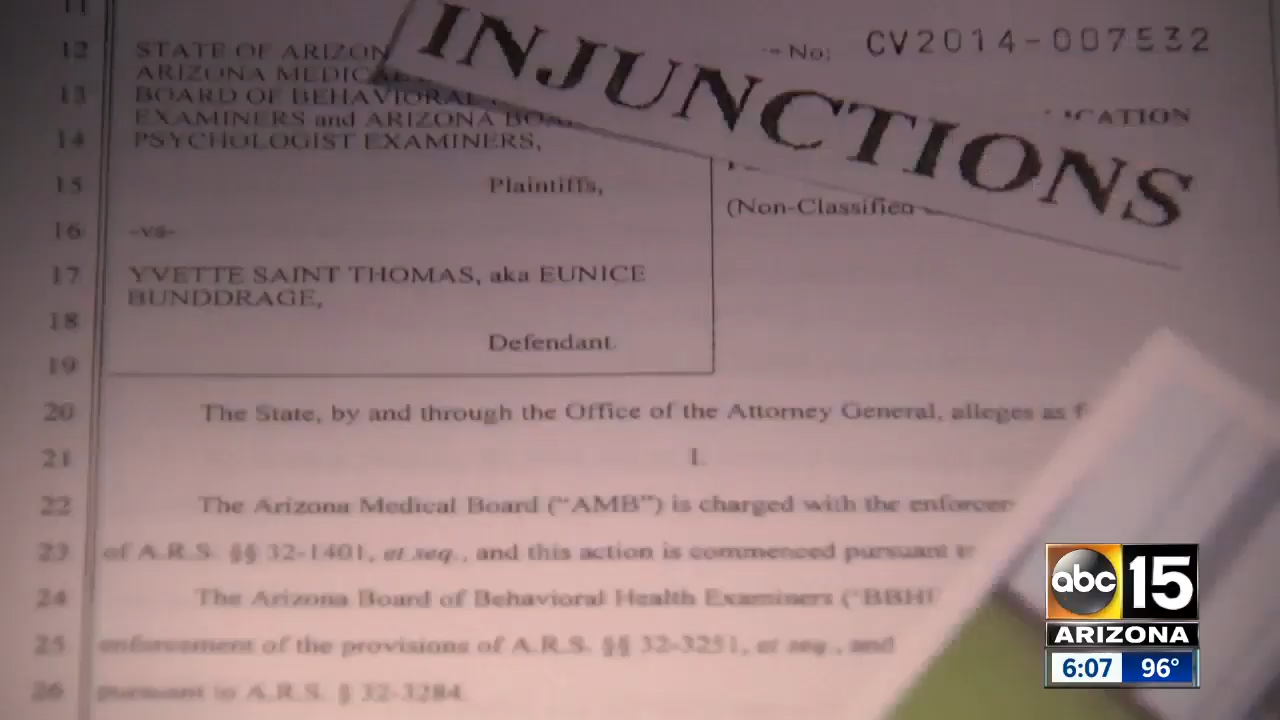 11
INJUNCTIONS
No: CV2014-007532
12 STATE OF ARIZON
ARIZONA MEDICAL
13 BOARD OF BEHAVIORAL
EXAMINERS and ARIZONA BOA
14 PSYCHOLOGIST EXAMINERS,
CATION
15 Plaintiffs,
(Non-Classified
16 -vs-
17 YVETTE SAINT THOMAS, aka EUNICE
BUNDDRAGE,
18
Defendant.
19
20 The State, by and through the Office of the Attorney General, alleges as f
21 I.
22 The Arizona Medical Board (“AMB”) is charged with the enforcer
23 of A.R.S. §§ 32-1401, et seq., and this action is commenced pursuant
24 The Arizona Board of Behavioral Health Examiners (“BBHE
25 enforcement of the provisions of A.R.S. §§ 32-3251, et seq., and
26 pursuant to A.R.S. § 32-3284.
abc 15
ARIZONA
6:07 96°